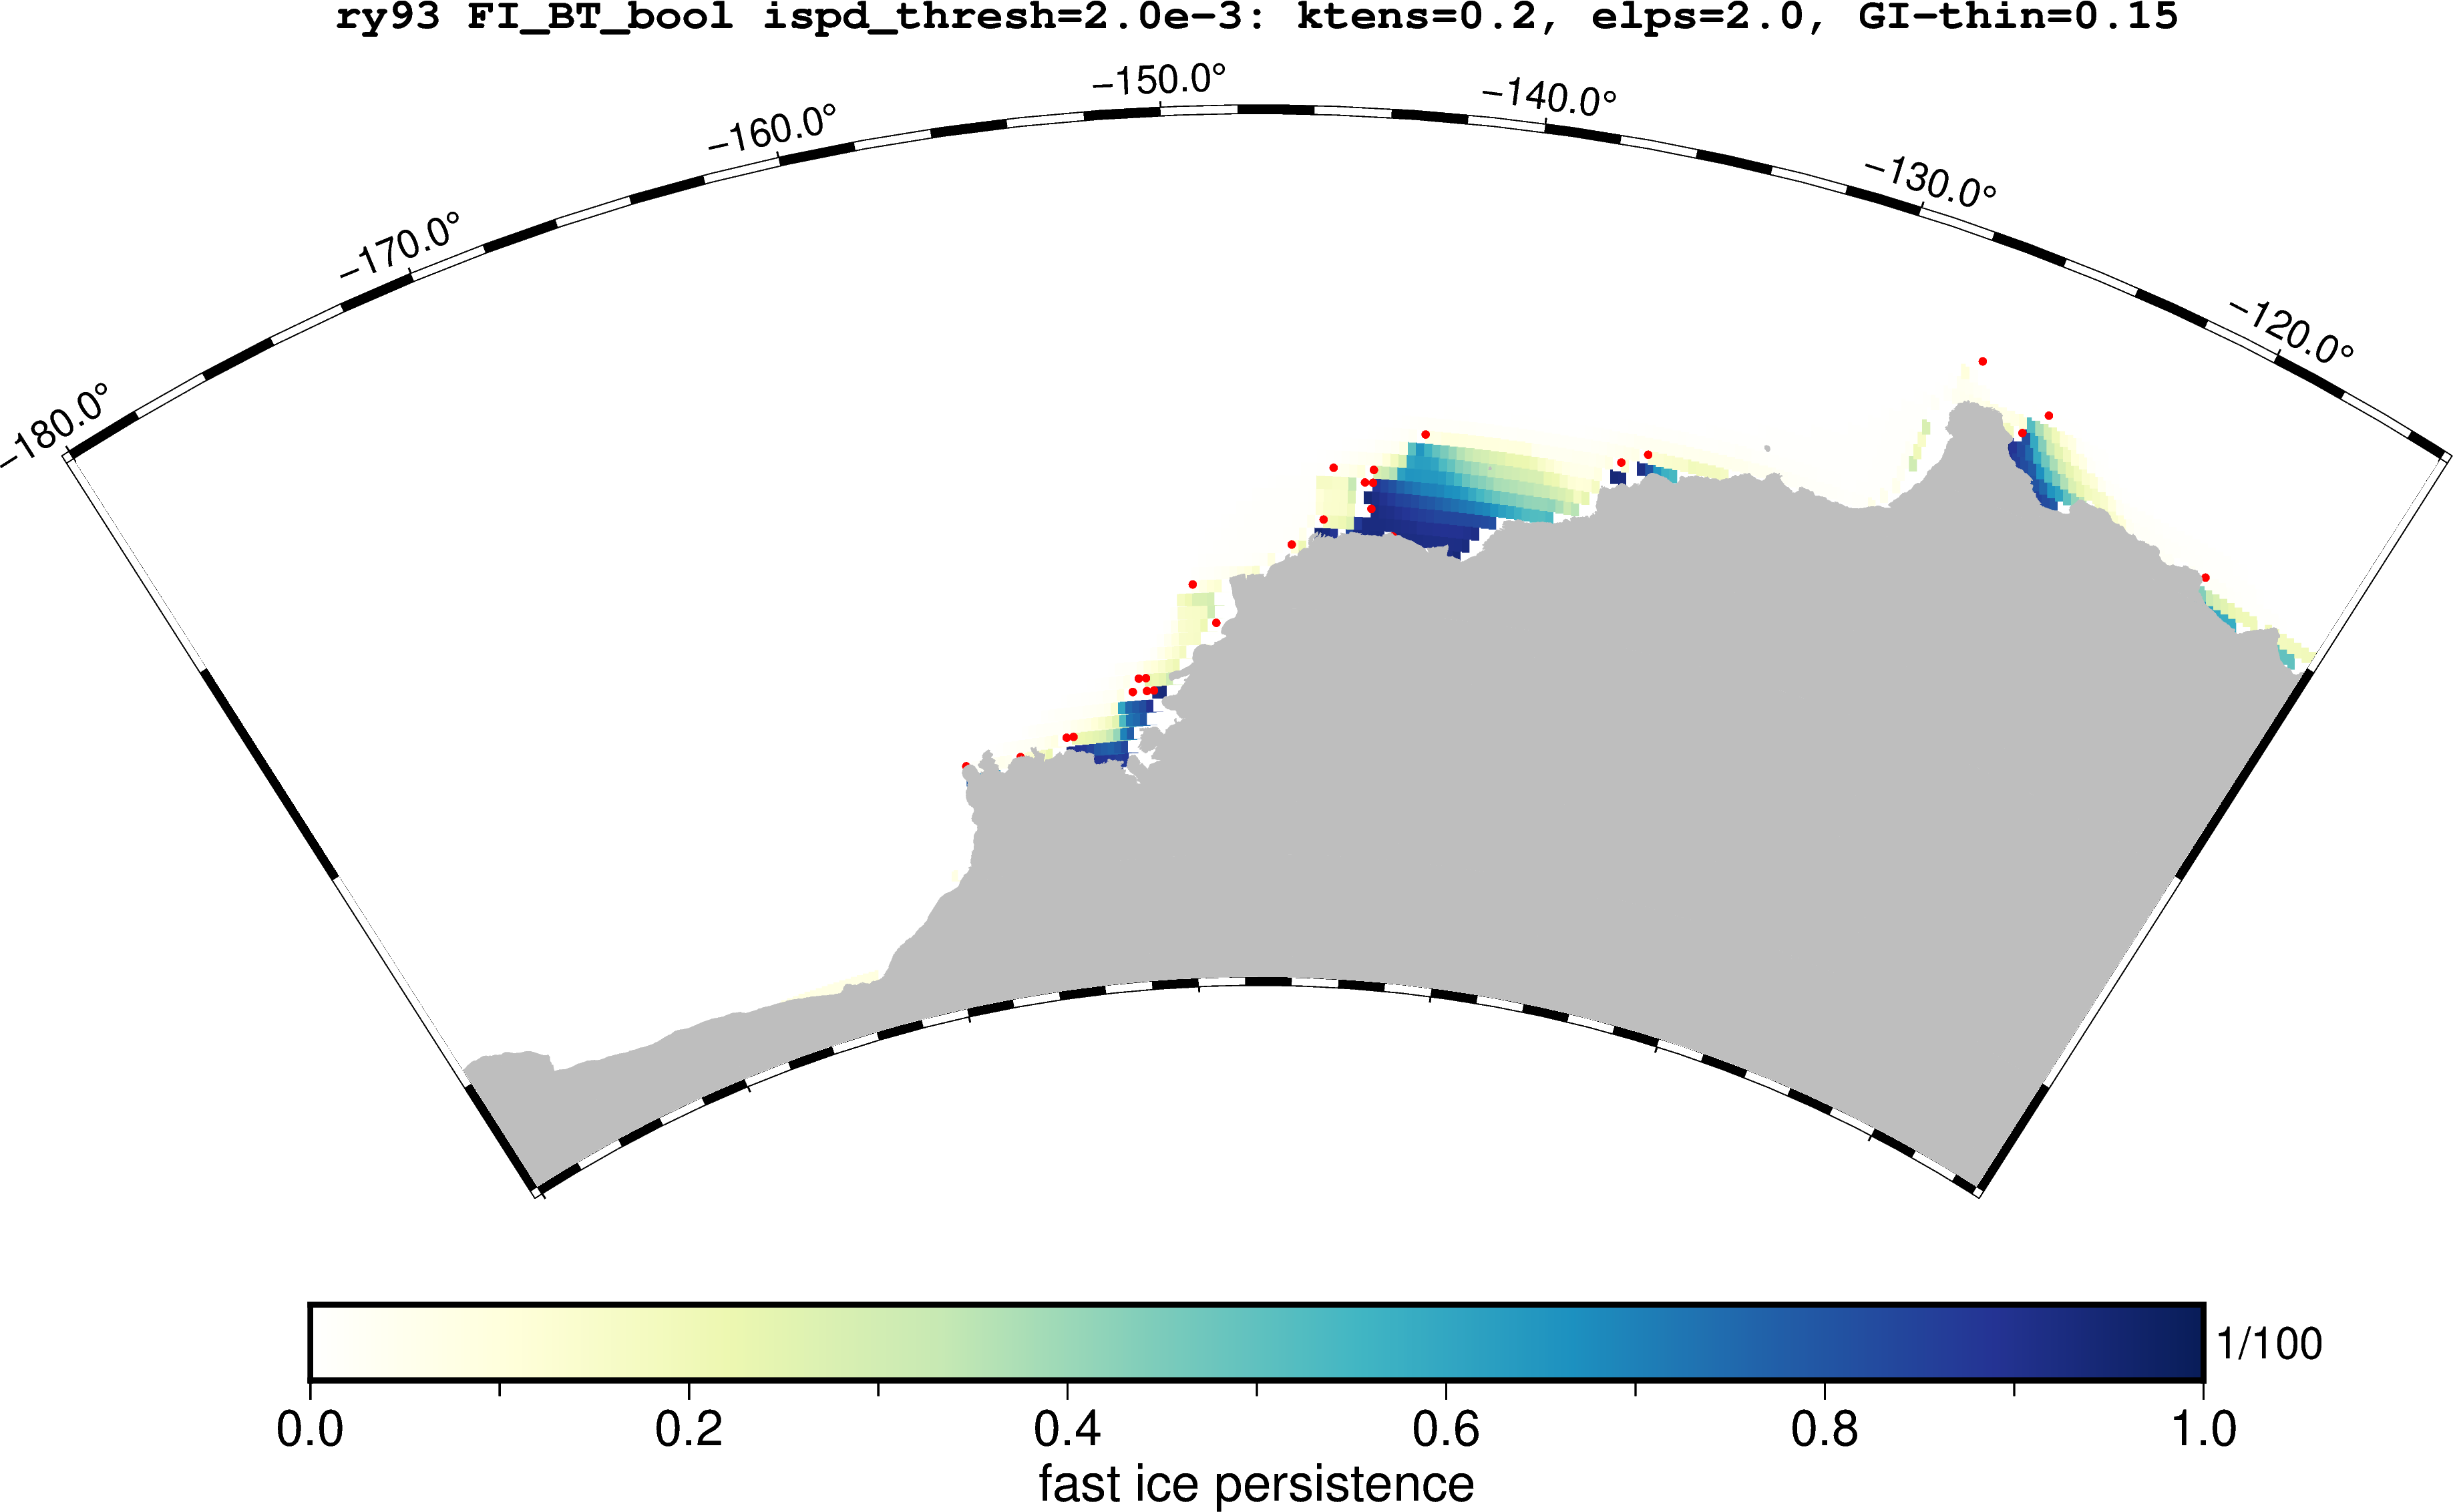 ry93 FI_BT_bool ispd_thresh=2.0e-3: ktens=0.2, elps=2.0, GI-thin=0.15
−180.0°
−170.0°
−160.0°
−150.0°
−140.0°
−130.0°
−120.0°
1/100
0.0 0.2 0.4 0.6 0.8 1.0
fast ice persistence